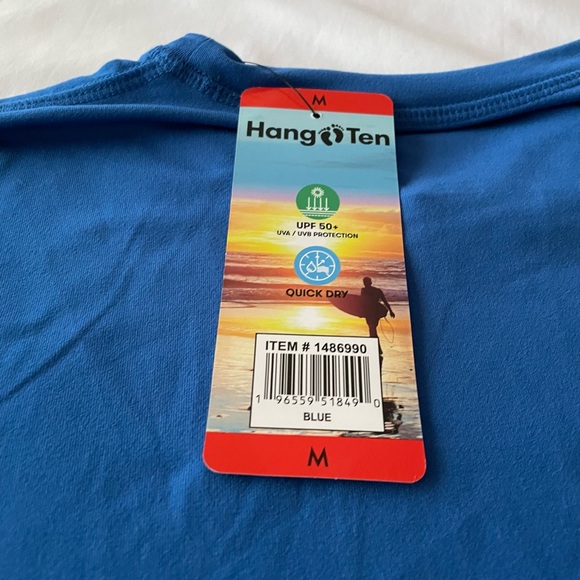 M
Hang Ten
UPF 50+
UVA / UVB PROTECTION
QUICK DRY
ITEM # 1486990
1 96559 51849 0
BLUE
M